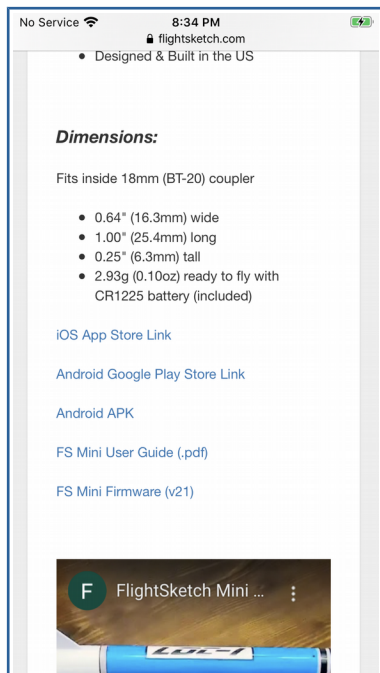 No Service
8:34 PM
flightsketch.com
• Designed & Built in the US
Dimensions:
Fits inside 18mm (BT-20) coupler
• 0.64" (16.3mm) wide
• 1.00" (25.4mm) long
• 0.25" (6.3mm) tall
• 2.93g (0.10oz) ready to fly with
CR1225 battery (included)
iOS App Store Link
Android Google Play Store Link
Android APK
FS Mini User Guide (.pdf)
FS Mini Firmware (v21)
F FlightSketch Mini ...